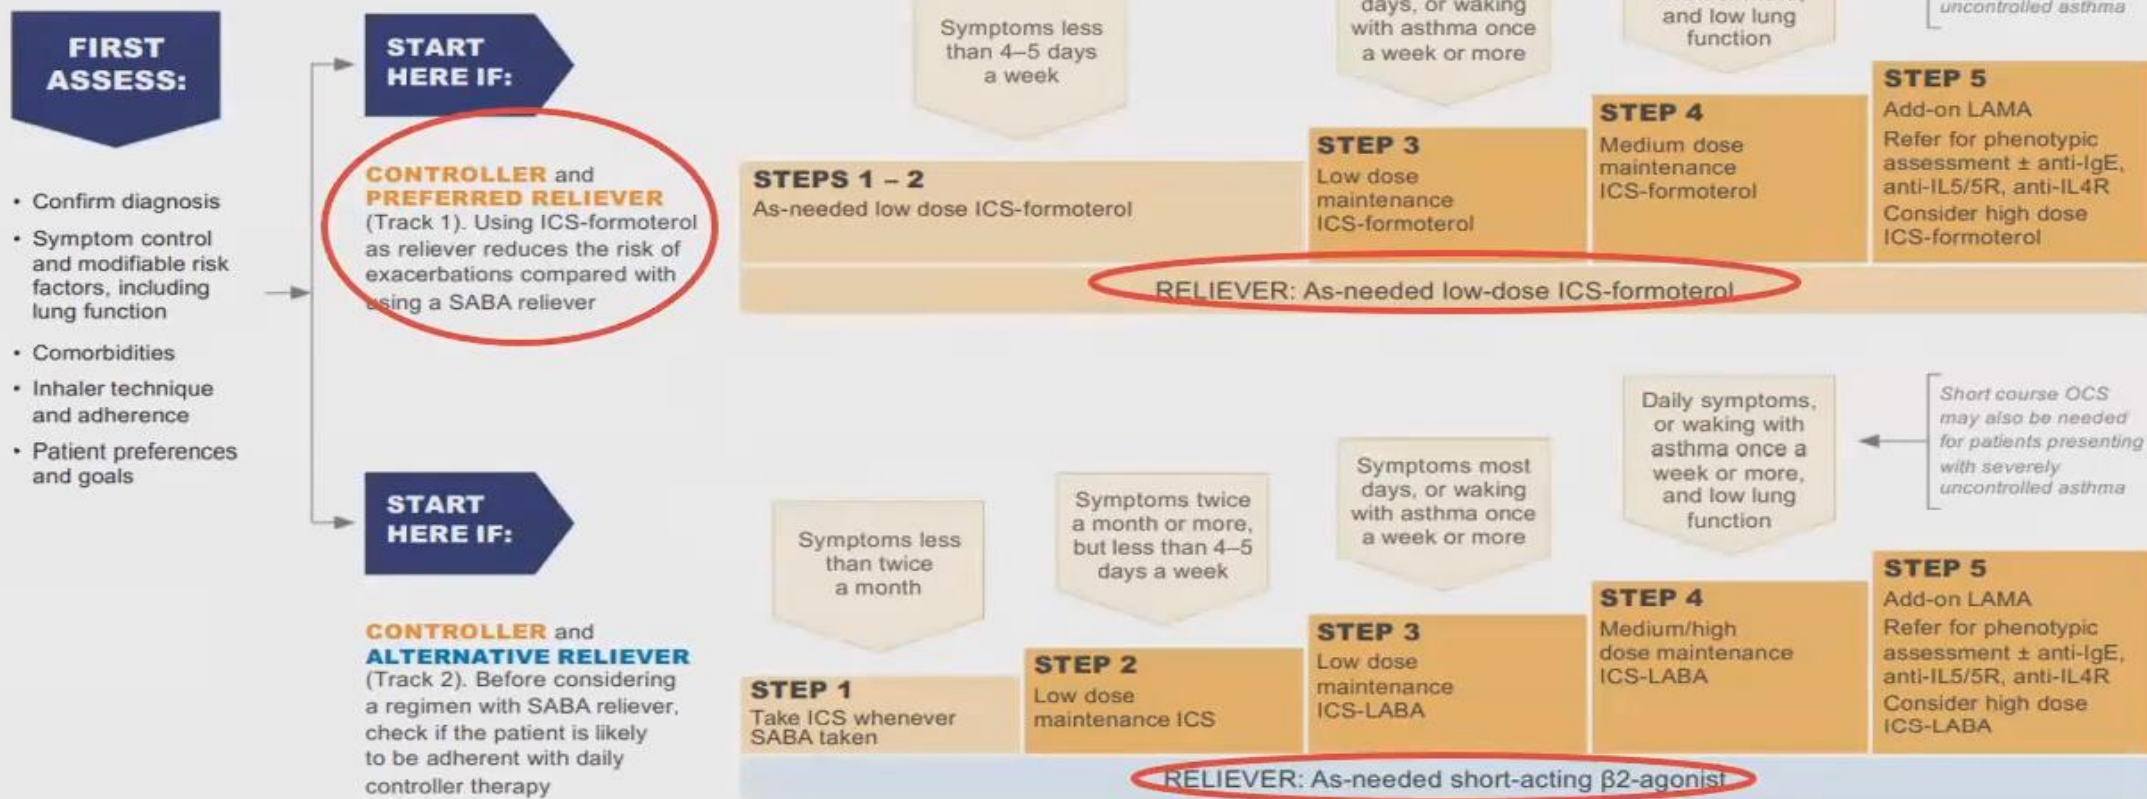 FIRST
ASSESS:
• Confirm diagnosis
• Symptom control
and modifiable risk
factors, including
lung function
• Comorbidities
• Inhaler technique
and adherence
• Patient preferences
and goals
START
HERE IF:
CONTROLLER and
PREFERRED RELIEVER
(Track 1). Using ICS-formoterol
as reliever reduces the risk of
exacerbations compared with
using a SABA reliever
Symptoms less
than 4–5 days
a week
days, or waking
with asthma once
a week or more
and low lung
function
uncontrolled asthma
STEPS 1 – 2
As-needed low dose ICS-formoterol
STEP 3
Low dose
maintenance
ICS-formoterol
STEP 4
Medium dose
maintenance
ICS-formoterol
STEP 5
Add-on LAMA
Refer for phenotypic
assessment ± anti-IgE,
anti-IL5/5R, anti-IL4R
Consider high dose
ICS-formoterol
RELIEVER: As-needed low-dose ICS-formoterol
START
HERE IF:
CONTROLLER and
ALTERNATIVE RELIEVER
(Track 2). Before considering
a regimen with SABA reliever,
check if the patient is likely
to be adherent with daily
controller therapy
Symptoms less
than twice
a month
Symptoms twice
a month or more,
but less than 4–5
days a week
Symptoms most
days, or waking
with asthma once
a week or more
Daily symptoms,
or waking with
asthma once a
week or more,
and low lung
function
Short course OCS
may also be needed
for patients presenting
with severely
uncontrolled asthma
STEP 1
Take ICS whenever
SABA taken
STEP 2
Low dose
maintenance ICS
STEP 3
Low dose
maintenance
ICS-LABA
STEP 4
Medium/high
dose maintenance
ICS-LABA
STEP 5
Add-on LAMA
Refer for phenotypic
assessment ± anti-IgE,
anti-IL5/5R, anti-IL4R
Consider high dose
ICS-LABA
RELIEVER: As-needed short-acting β2-agonist